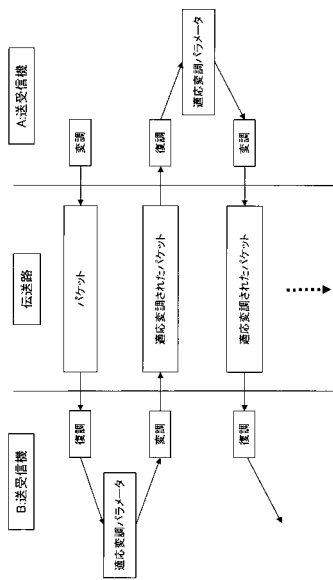 A:送受信機
伝送路
B:送受信機
変調
パケット
復調
適応変調パラメータ
変調
適応変調されたパケット
復調
適応変調パラメータ
変調
適応変調されたパケット
復調